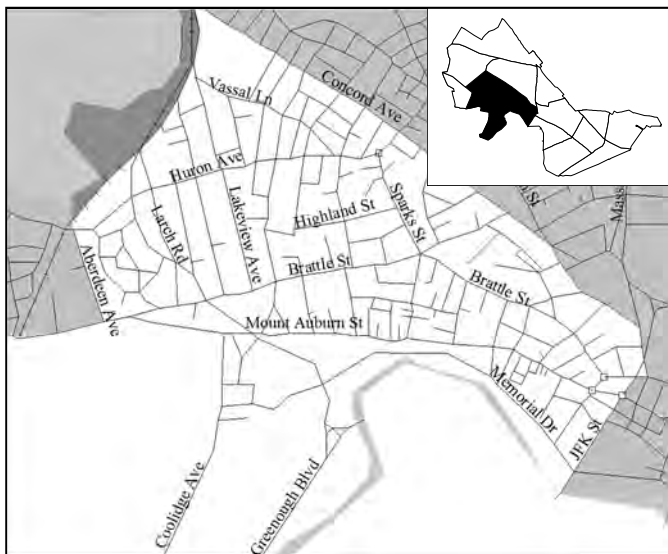 Concord Ave
Vassal Ln
Huron Ave
Sparks St
Highland St
Lakeview Ave
Larch Rd
Aberdeen Ave
Brattle St
Brattle St
Mount Auburn St
Memorial Dr
JFK St
Coolidge Ave
Greenough Blvd